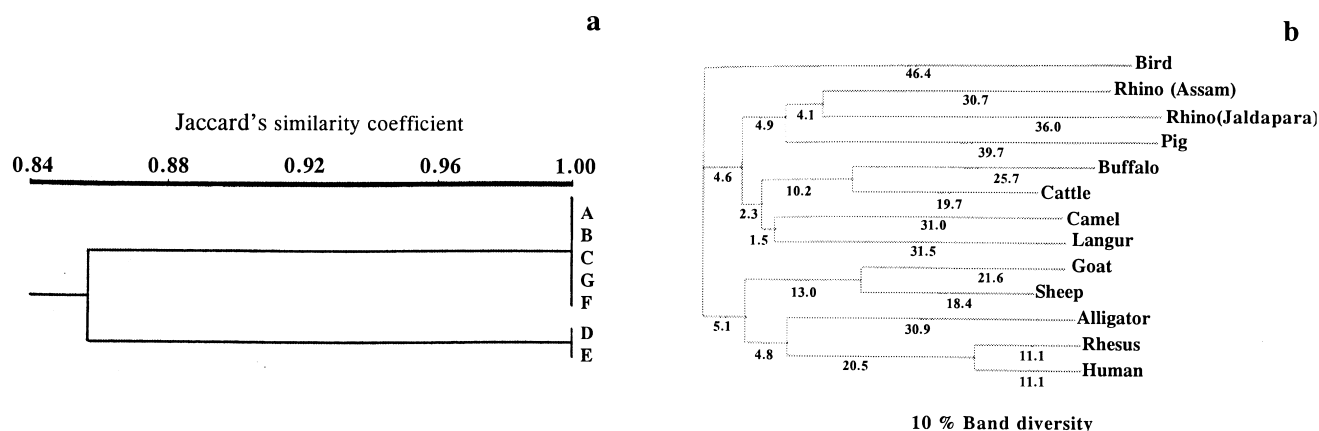 a
Jaccard's similarity coefficient
0.84 0.88 0.92 0.96 1.00
A
B
C
G
F
D
E
b
Bird
46.4
Rhino (Assam)
30.7
4.1
4.9
Rhino(Jaldapara)
36.0
Pig
39.7
4.6
Buffalo
25.7
10.2
Cattle
19.7
2.3
Camel
31.0
1.5
Langur
31.5
Goat
21.6
13.0
Sheep
18.4
5.1
Alligator
30.9
4.8
Rhesus
11.1
20.5
Human
11.1
10 % Band diversity